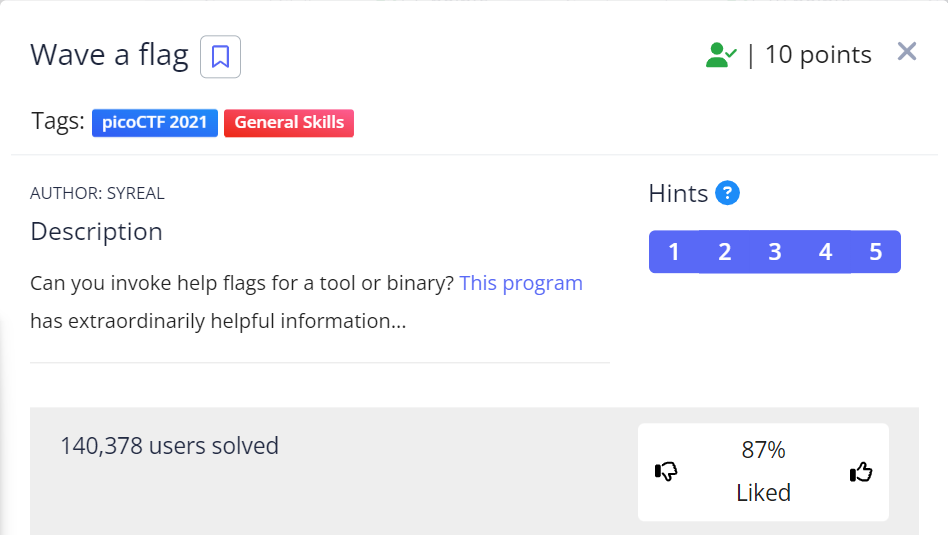 Wave a flag
| 10 points
Tags: picoCTF 2021 General Skills
AUTHOR: SYREAL
Description
Can you invoke help flags for a tool or binary? This program
has extraordinarily helpful information...
Hints ?
1 2 3 4 5
140,378 users solved
87%
Liked